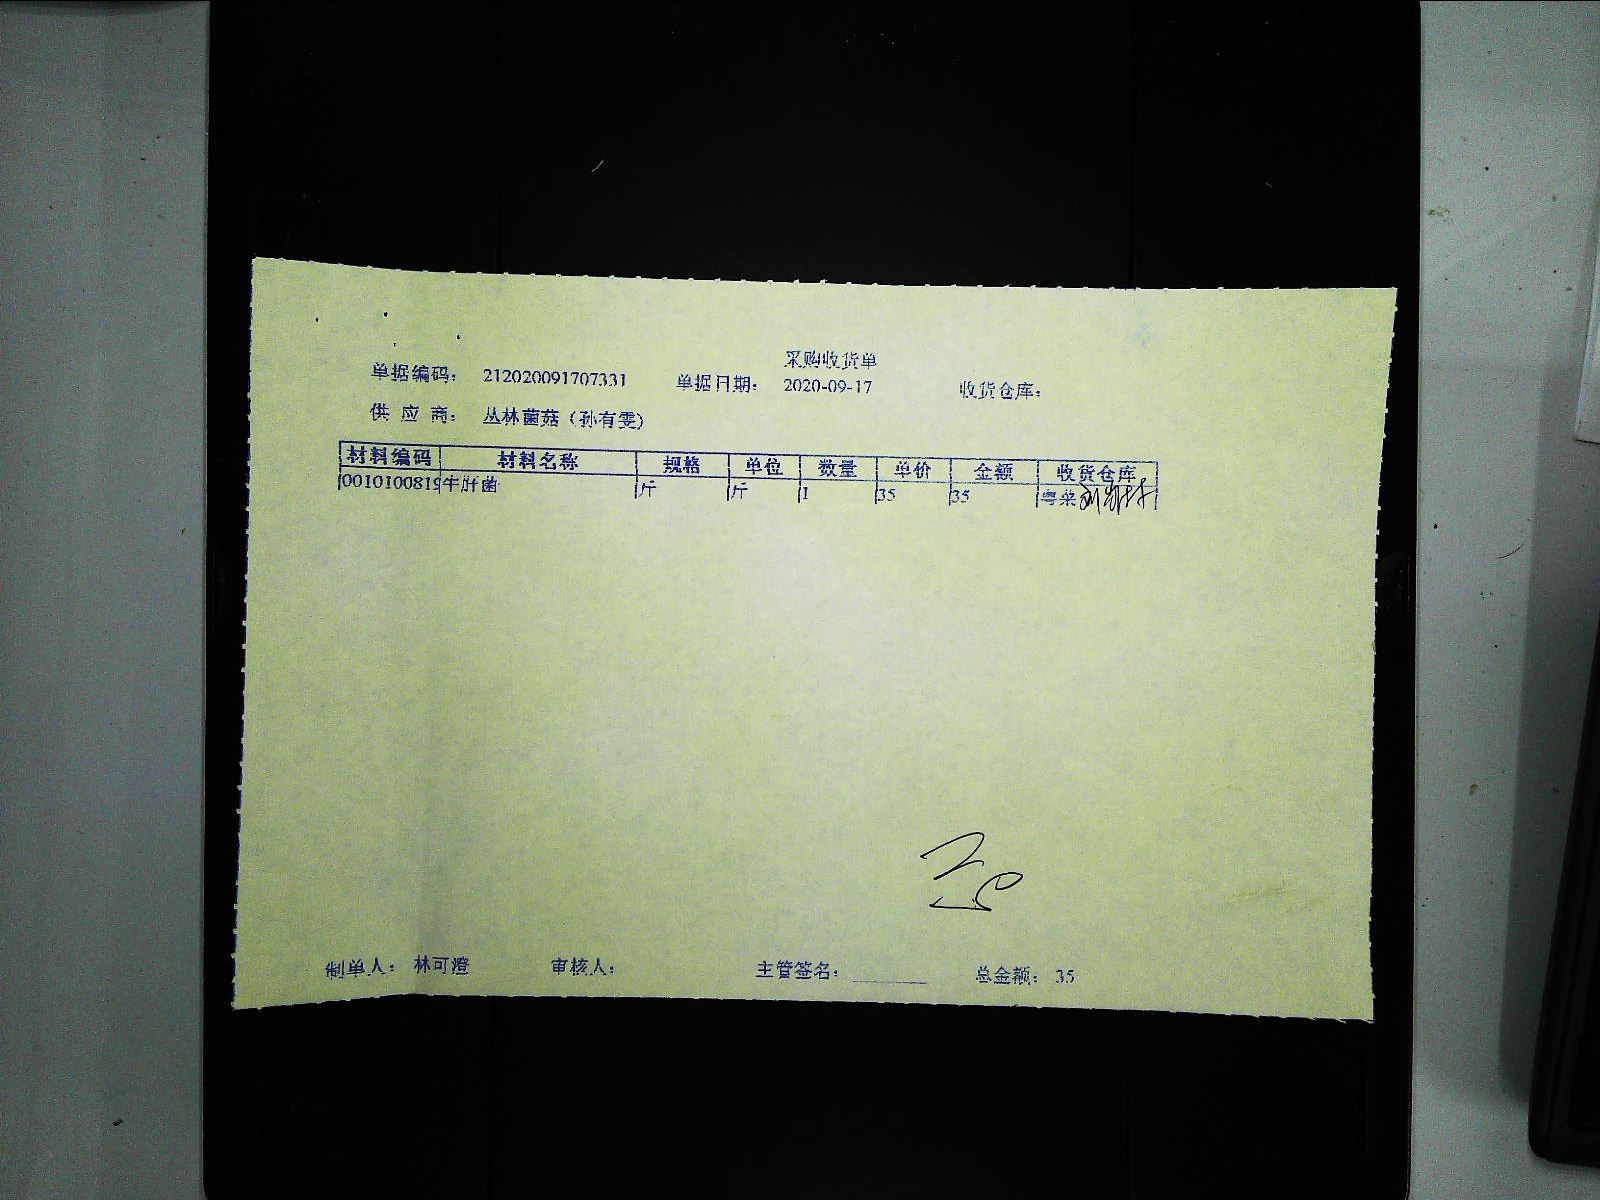 采购收货单
单据编码： 212020091707331 单据日期： 2020-09-17 收货仓库：
供 应 商： 丛林菌菇（孙有雯）
材料编码 材料名称 规格 单位 数量 单价 金额 收货仓库
0010100819 牛肝菌 斤 斤 1 35 35 粤菜
制单人： 林可澄 审核人： 主管签名： 总金额： 35